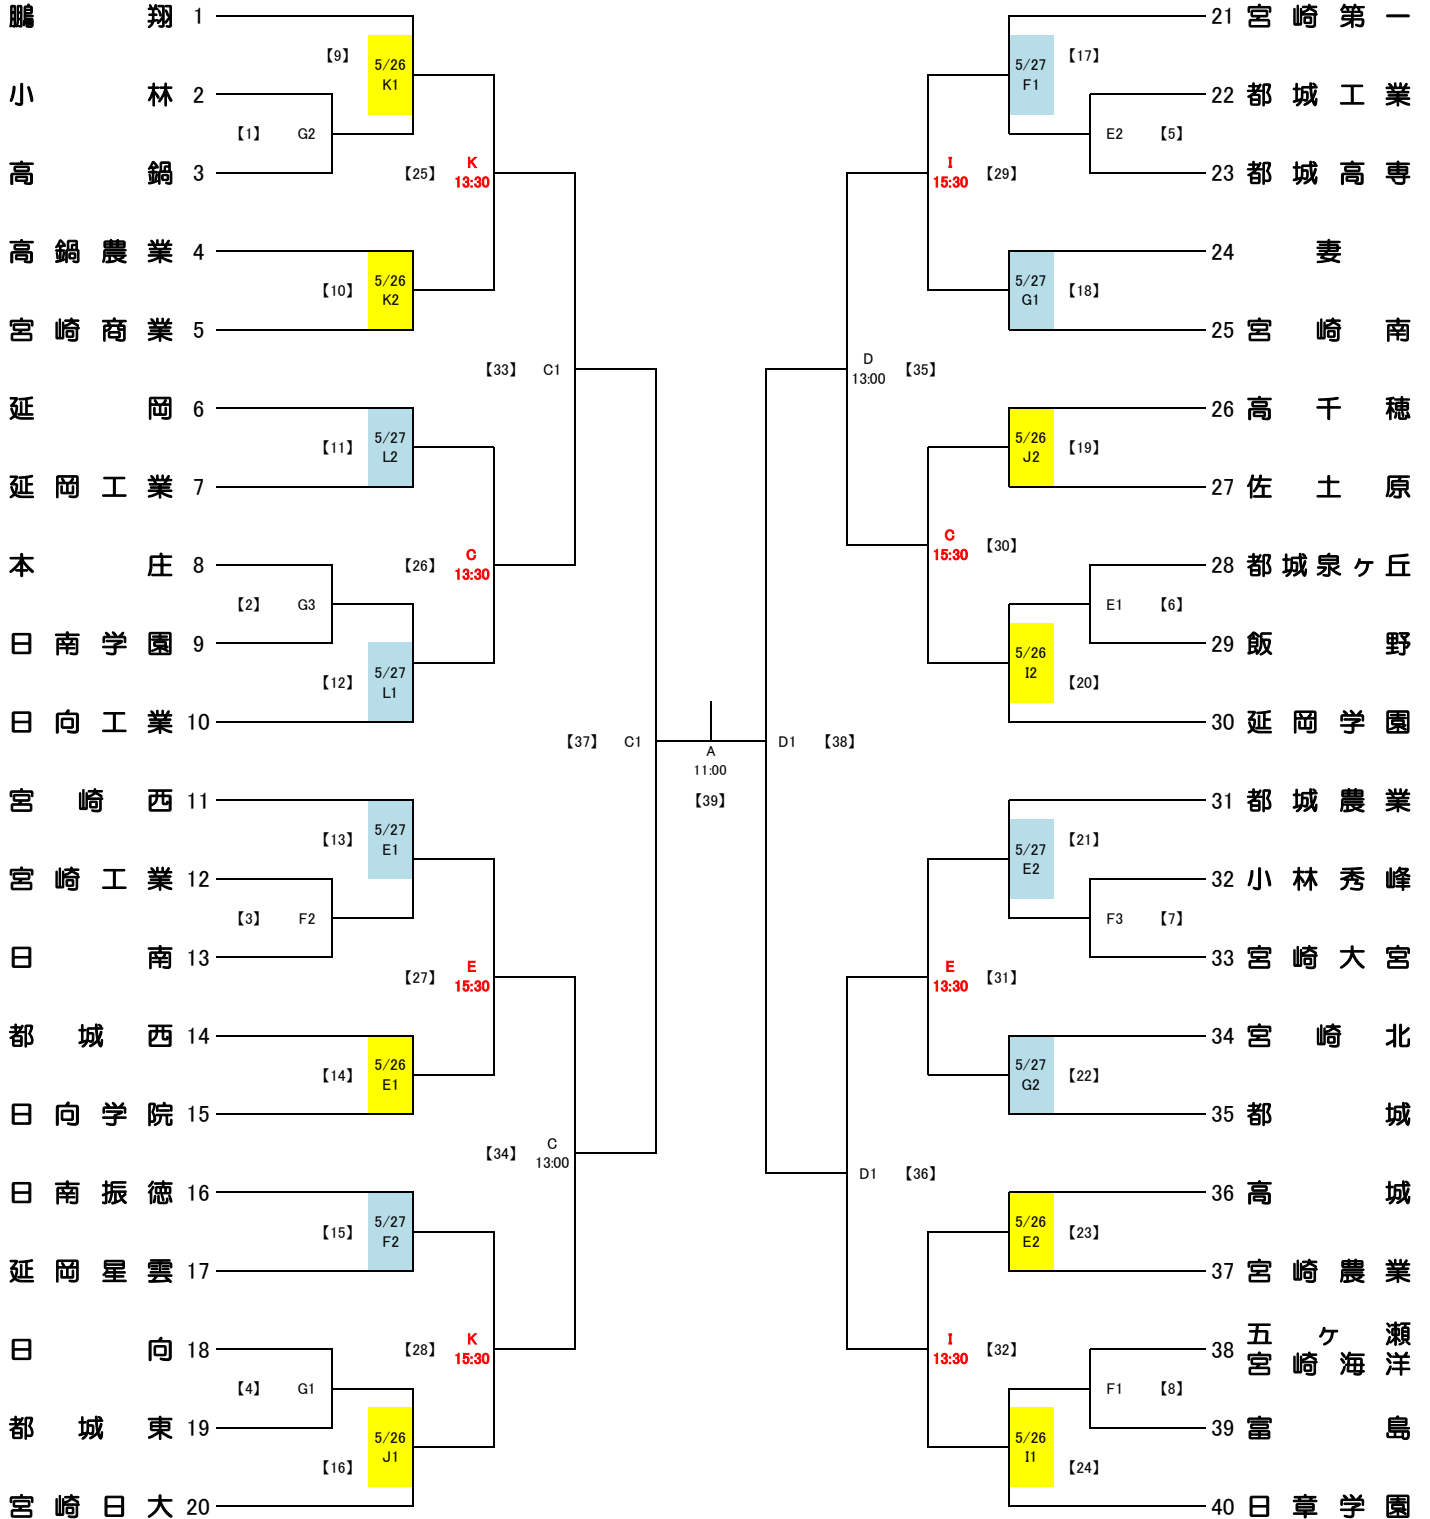 鵬翔 1
【9】 5/26 K1
小林 2
【1】 G2
高鍋 3
【25】 K 13:30
高鍋農業 4
【10】 5/26 K2
宮崎商業 5
【33】 C1
延岡 6
【11】 5/27 L2
延岡工業 7
【26】 C 13:30
本庄 8
【2】 G3
日南学園 9
【12】 5/27 L1
日向工業 10
【37】 C1
宮崎西 11
【13】 5/27 E1
宮崎工業 12
【3】 F2
日南 13
【27】 E 15:30
都城西 14
【14】 5/26 E1
日向学院 15
【34】 C 13:00
日南振徳 16
【15】 5/27 F2
延岡星雲 17
【28】 K 15:30
日向 18
【4】 G1
都城東 19
【16】 5/26 J1
宮崎日大 20
A
11:00
【39】
21 宮崎第一
5/27 F1 【17】
22 都城工業
E2 【5】
23 都城高専
I 15:30 【29】
24 妻
5/27 G1 【18】
25 宮崎南
D 13:00 【35】
26 高千穂
5/26 J2 【19】
27 佐土原
C 15:30 【30】
28 都城泉ヶ丘
E1 【6】
29 飯野
5/26 I2 【20】
30 延岡学園
D1 【38】
31 都城農業
5/27 E2 【21】
32 小林秀峰
F3 【7】
33 宮崎大宮
E 13:30 【31】
34 宮崎北
5/27 G2 【22】
35 都城
D1 【36】
36 高城
5/26 E2 【23】
37 宮崎農業
I 13:30 【32】
38 五ヶ瀬
宮崎海洋
F1 【8】
39 富島
5/26 I1 【24】
40 日章学園